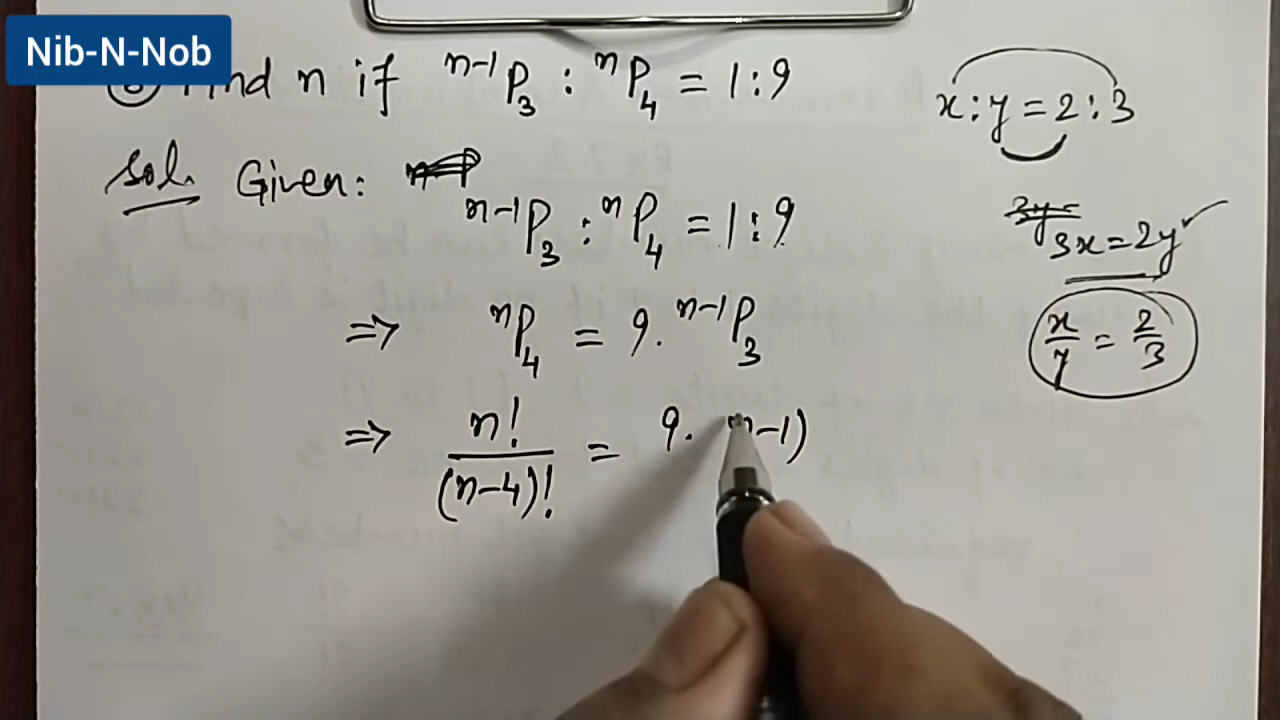 Nib-N-Nob
⑧ Find n if ⁿ⁻¹P₃ : ⁿP₄ = 1 : 9
x : y = 2 : 3
Sol. Given:
ⁿ⁻¹P₃ : ⁿP₄ = 1 : 9
3x = 2y ✓
⇒ ⁿP₄ = 9. ⁿ⁻¹P₃
x/y = 2/3
⇒ n!/(n-4)! = 9. n-1)